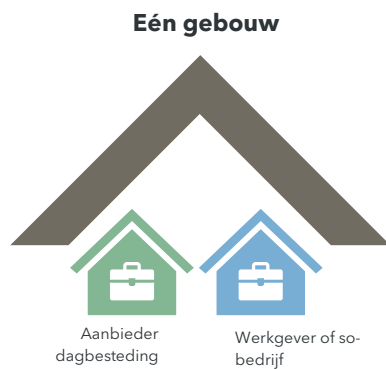 Eén gebouw
Aanbieder
dagbesteding
Werkgever of so-
bedrijf